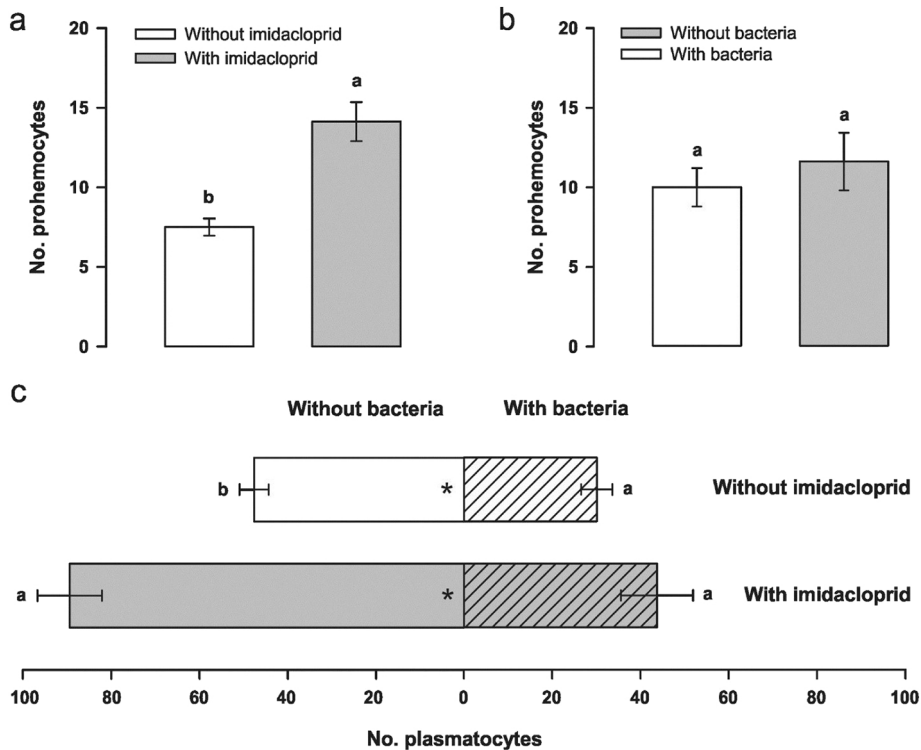 a
Without imidacloprid
With imidacloprid
No. prohemocytes
20
15
10
5
0
b
a
b
Without bacteria
With bacteria
No. prohemocytes
20
15
10
5
0
a
a
c
Without bacteria With bacteria
b * a Without imidacloprid
a * a With imidacloprid
100 80 60 40 20 0 20 40 60 80 100
No. plasmatocytes